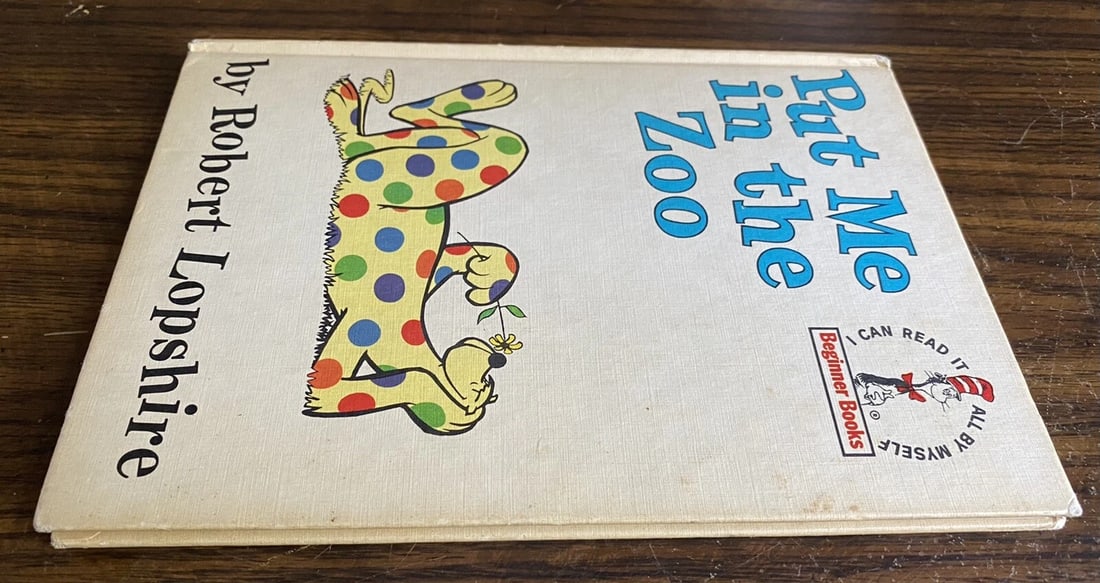 Put Me
in the
Zoo
I CAN READ IT ALL BY MYSELF
Beginner Books
®
by Robert Lopshire